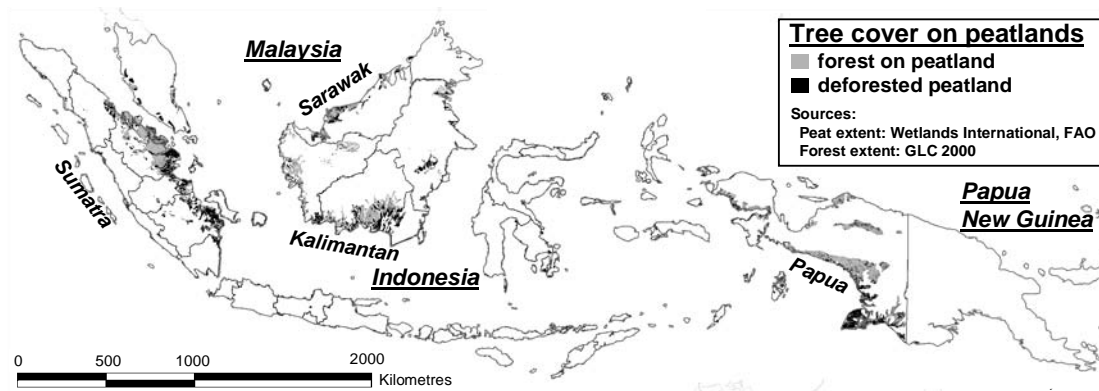 Malaysia
Sarawak
Sumatra
Kalimantan
Indonesia
Papua
Papua
New Guinea
Tree cover on peatlands
forest on peatland
deforested peatland
Sources:
Peat extent: Wetlands International, FAO
Forest extent: GLC 2000
0 500 1000 2000
Kilometres